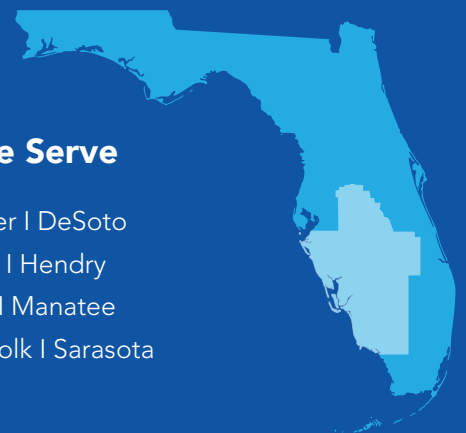 e Serve
er I DeSoto
I Hendry
I Manatee
olk I Sarasota